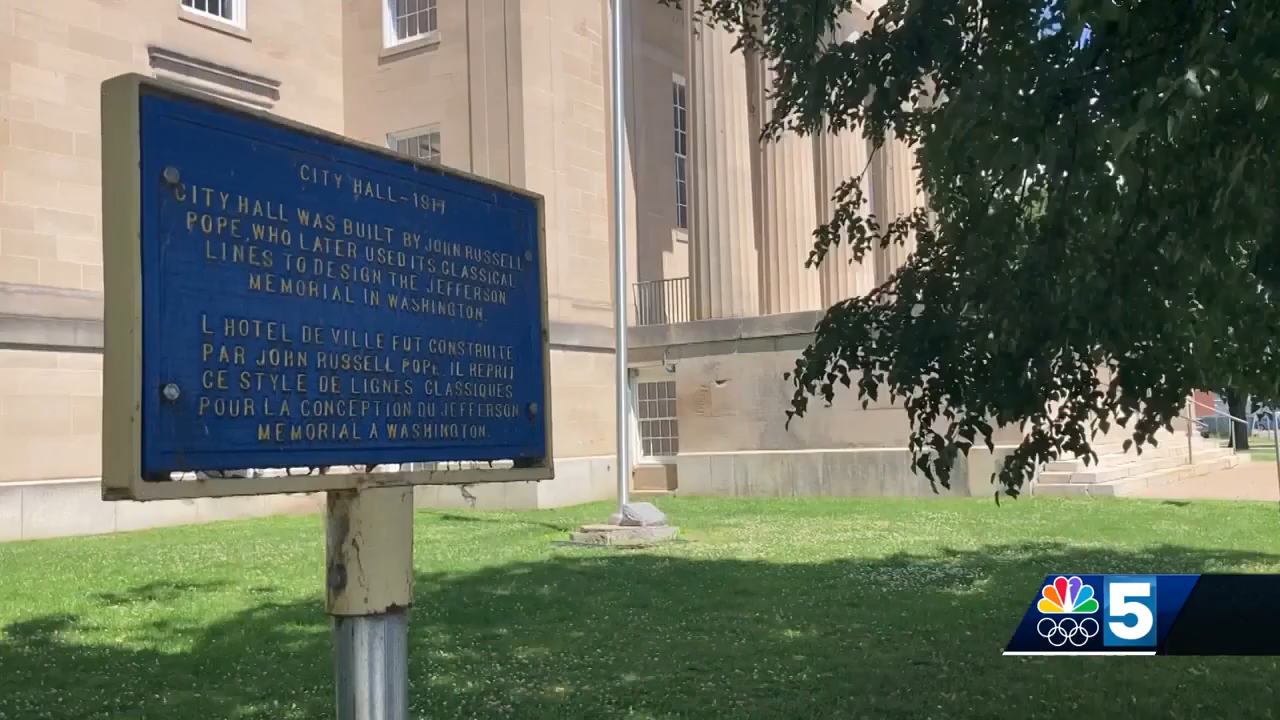 CITY HALL-1917
CITY HALL WAS BUILT BY JOHN RUSSELL
POPE, WHO LATER USED ITS CLASSICAL
LINES TO DESIGN THE JEFFERSON
MEMORIAL IN WASHINGTON.
L HOTEL DE VILLE FUT CONSTRUITE
PAR JOHN RUSSELL POPE. IL REPRIT
CE STYLE DE LIGNES CLASSIQUES
POUR LA CONCEPTION DU JEFFERSON
MEMORIAL A WASHINGTON.
5